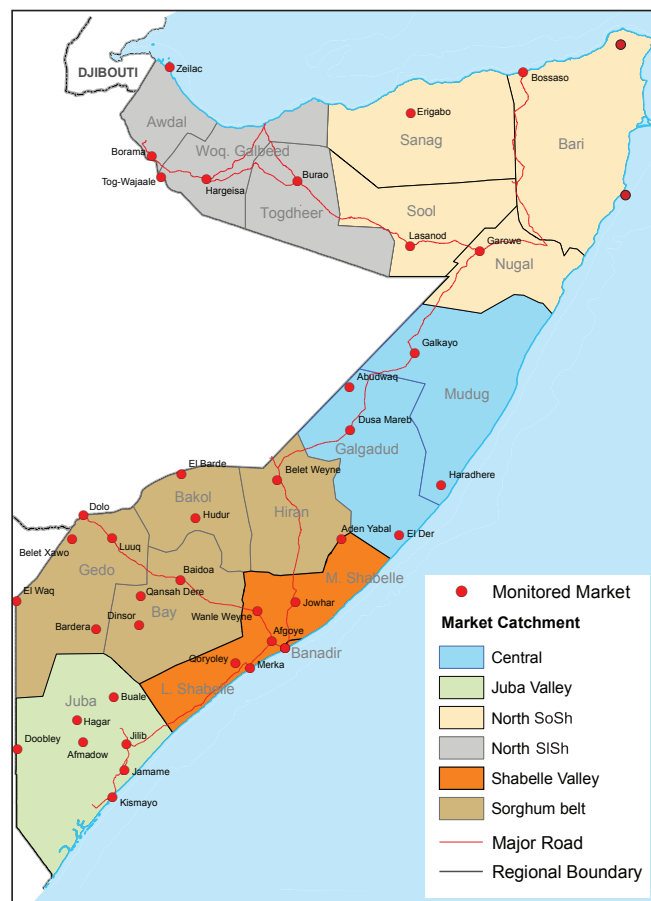 DJIBOUTI
Zeilac
Bossaso
Awdal
Erigabo
Sanag
Bari
Borama
Woq. Galbeed
Tog-Wajaale
Hargeisa
Burao
Togdheer
Sool
Lasanod
Garowe
Nugal
Galkayo
Abudwaq
Mudug
Dusa Mareb
Galgadud
El Barde
Belet Weyne
Haradhere
Bakol
Dolo
Hudur
Hiran
Aden Yabal
El Der
Belet Xawo
Luuq
Gedo
Baidoa
M. Shabelle
El Waq
Qansah Dere
Jowhar
Bay
Wanle Weyne
Dinsor
Bardera
Afgoye
Banadir
Qoryoley
Merka
L. Shabelle
Juba
Buale
Hagar
Doobley
Jilib
Afmadow
Jamame
Kismayo
Monitored Market
Market Catchment
Central
Juba Valley
North SoSh
North SlSh
Shabelle Valley
Sorghum belt
Major Road
Regional Boundary